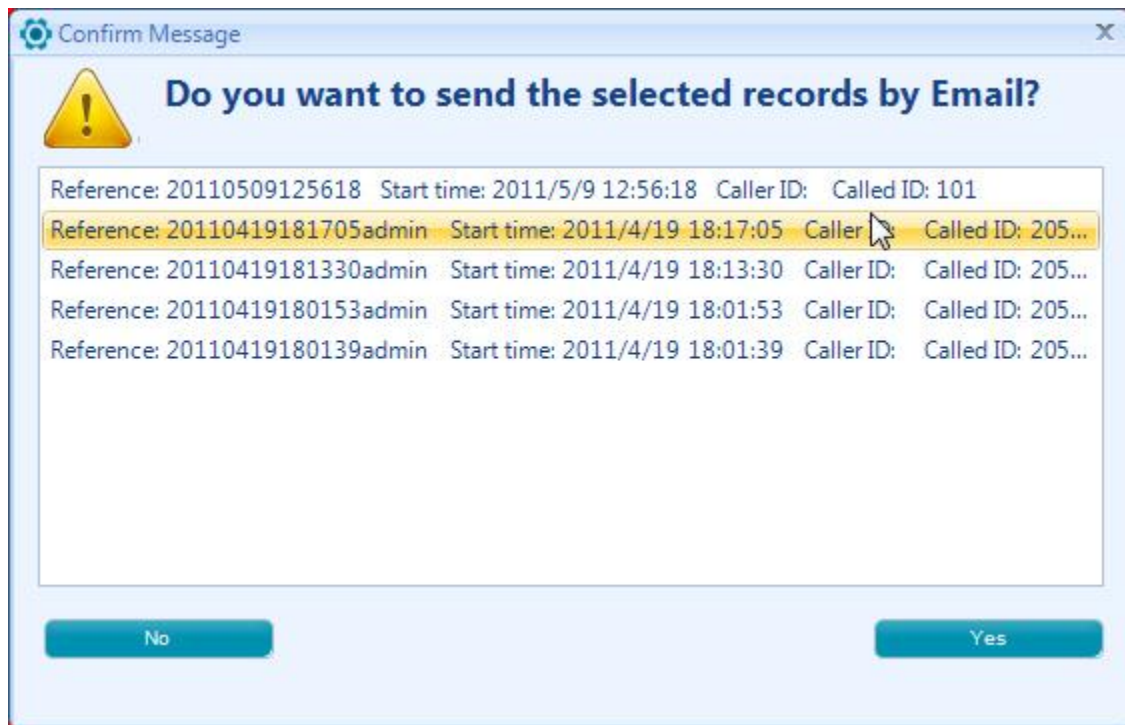 Confirm Message
Do you want to send the selected records by Email?
Reference: 20110509125618 Start time: 2011/5/9 12:56:18 Caller ID: Called ID: 101
Reference: 20110419181705admin Start time: 2011/4/19 18:17:05 Caller Called ID: 205...
Reference: 20110419181330admin Start time: 2011/4/19 18:13:30 Caller ID: Called ID: 205...
Reference: 20110419180153admin Start time: 2011/4/19 18:01:53 Caller ID: Called ID: 205...
Reference: 20110419180139admin Start time: 2011/4/19 18:01:39 Caller ID: Called ID: 205...
No Yes